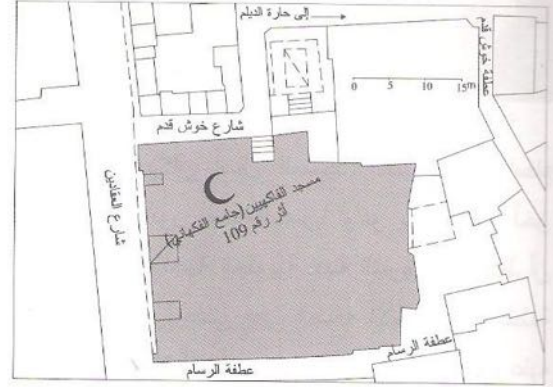 إلى حارة الديلم
عطفة خوش قدم
0 5 10 15m
شارع خوش قدم
شارع العقادين
مسجد الفاكهيين (جامع الفكهاني)
أثر رقم 109
عطفة الرسام
عطفة الرسام